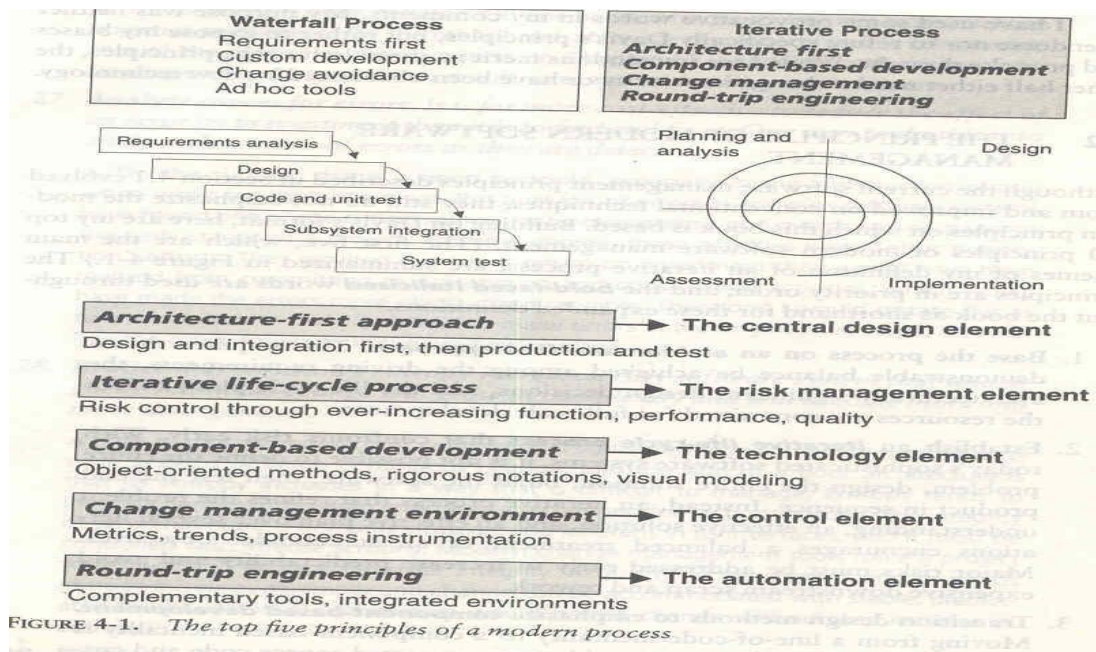 Waterfall Process
Requirements first
Custom development
Change avoidance
Ad hoc tools
Iterative Process
Architecture first
Component-based development
Change management
Round-trip engineering
Requirements analysis
Design
Code and unit test
Subsystem integration
System test
Planning and
analysis
Design
Assessment
Implementation
Architecture-first approach
The central design element
Design and integration first, then production and test
Iterative life-cycle process
The risk management element
Risk control through ever-increasing function, performance, quality
Component-based development
The technology element
Object-oriented methods, rigorous notations, visual modeling
Change management environment
The control element
Metrics, trends, process instrumentation
Round-trip engineering
The automation element
Complementary tools, integrated environments
FIGURE 4-1. The top five principles of a modern process